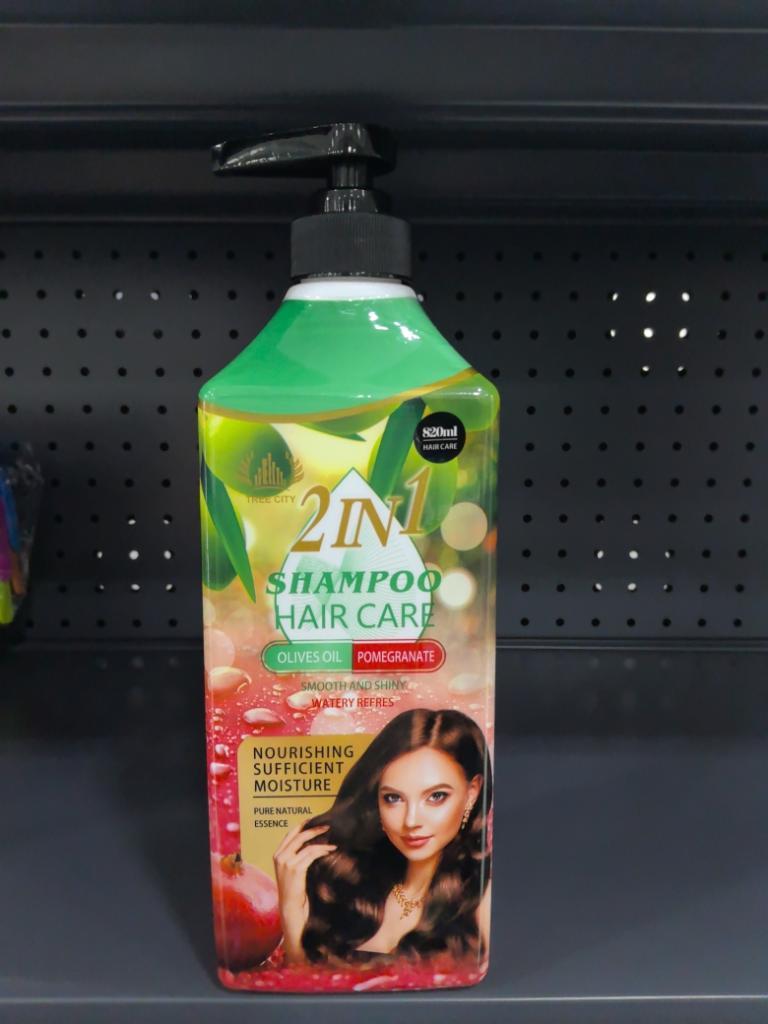 820ml
HAIR CARE
TREE CITY
2IN1
SHAMPOO
HAIR CARE
OLIVES OIL POMEGRANATE
SMOOTH AND SHINY
WATERY REFRES
NOURISHING
SUFFICIENT
MOISTURE
PURE NATURAL
ESSENCE